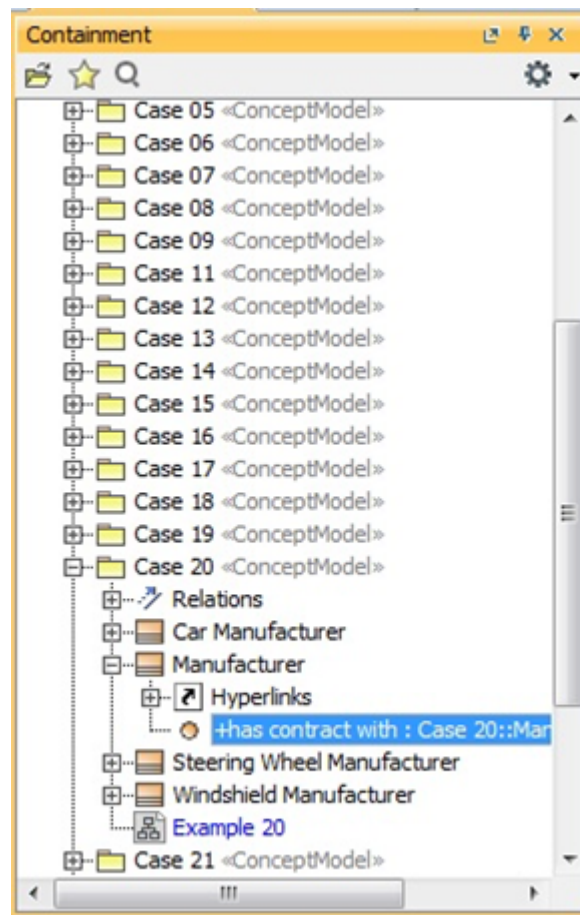 Containment
Case 05 «ConceptModel»
Case 06 «ConceptModel»
Case 07 «ConceptModel»
Case 08 «ConceptModel»
Case 09 «ConceptModel»
Case 11 «ConceptModel»
Case 12 «ConceptModel»
Case 13 «ConceptModel»
Case 14 «ConceptModel»
Case 15 «ConceptModel»
Case 16 «ConceptModel»
Case 17 «ConceptModel»
Case 18 «ConceptModel»
Case 19 «ConceptModel»
Case 20 «ConceptModel»
Relations
Car Manufacturer
Manufacturer
Hyperlinks
+has contract with : Case 20::Mar
Steering Wheel Manufacturer
Windshield Manufacturer
Example 20
Case 21 «ConceptModel»